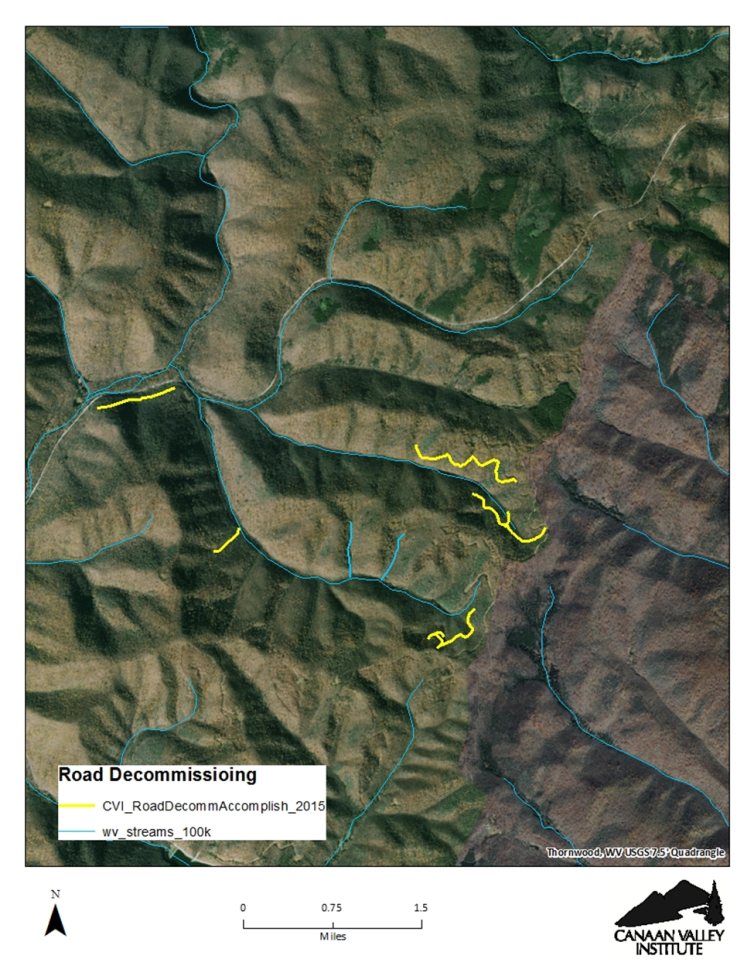 Road Decommissioing
CVI_RoadDecommAccomplish_2015
wv_streams_100k
Thornwood, WV USGS 7.5' Quadrangle
N
0 0.75 1.5
Miles
CANAAN VALLEY
INSTITUTE